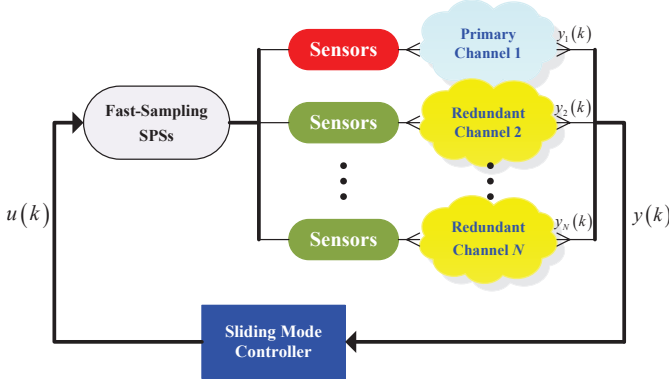 Sensors
Primary
Channel 1
y₁(k)
Fast-Sampling
SPSs
Sensors
Redundant
Channel 2
y₂(k)
u(k)
Sensors
Redundant
Channel N
y_N(k)
y(k)
Sliding Mode
Controller